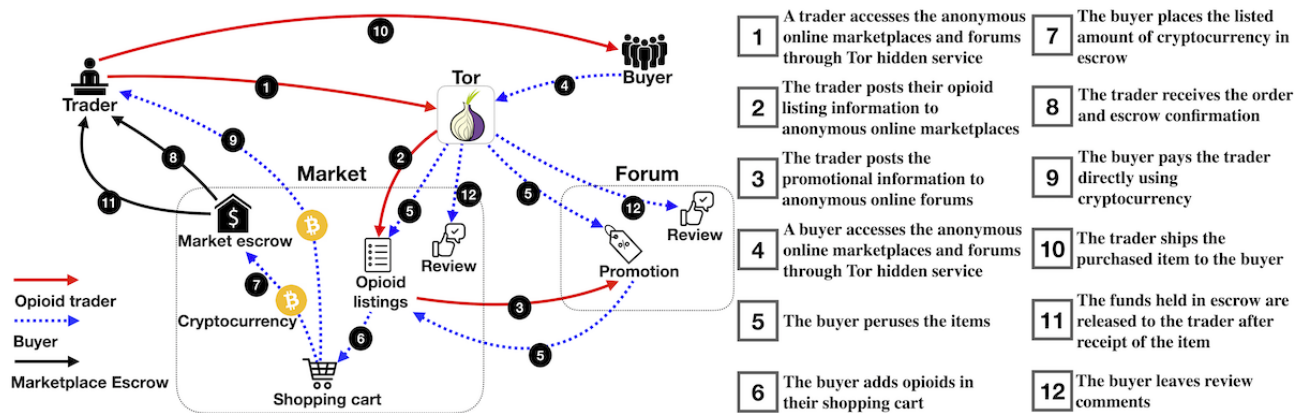 10
Trader
1
Tor
4
Buyer
9
2
8
11
Market
Forum
5
12
5
12
$
Market escrow
Review
Review
Opioid
listings
%
Promotion
7
Cryptocurrency
3
6
5
Shopping cart
Opioid trader
Buyer
Marketplace Escrow
1
A trader accesses the anonymous
online marketplaces and forums
through Tor hidden service
2
The trader posts their opioid
listing information to
anonymous online marketplaces
3
The trader posts the
promotional information to
anonymous online forums
4
A buyer accesses the anonymous
online marketplaces and forums
through Tor hidden service
5
The buyer peruses the items
6
The buyer adds opioids in
their shopping cart
7
The buyer places the listed
amount of cryptocurrency in
escrow
8
The trader receives the order
and escrow confirmation
9
The buyer pays the trader
directly using
cryptocurrency
10
The trader ships the
purchased item to the buyer
11
The funds held in escrow are
released to the trader after
receipt of the item
12
The buyer leaves review
comments